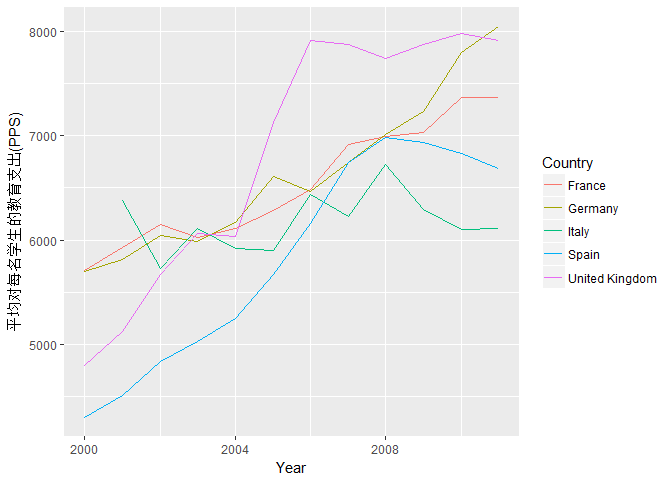 8000
7000
6000
5000
平均对每名学生的教育支出(PPS)
2000
2004
2008
Year
Country
France
Germany
Italy
Spain
United Kingdom